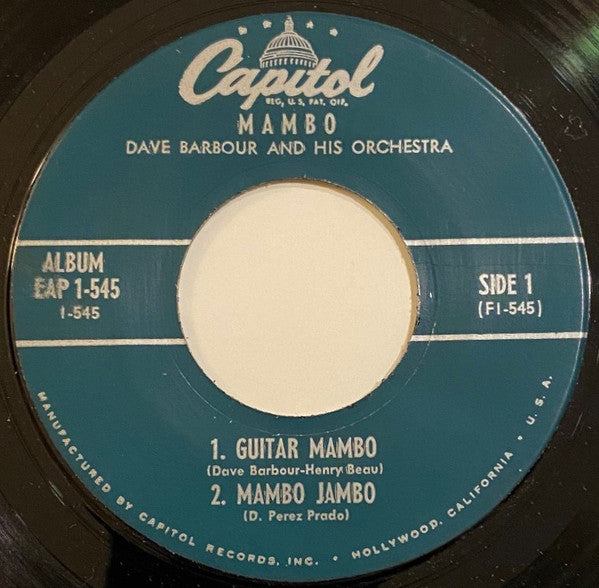 Capitol
REG. U.S. PAT. OFF.
MAMBO
DAVE BARBOUR AND HIS ORCHESTRA
ALBUM
EAP 1-545
1-545
SIDE 1
(F1-545)
1. GUITAR MAMBO
(Dave Barbour-Henry Beau)
2. MAMBO JAMBO
(D. Perez Prado)
MANUFACTURED BY CAPITOL RECORDS, INC. • HOLLYWOOD, CALIFORNIA • U.S.A.